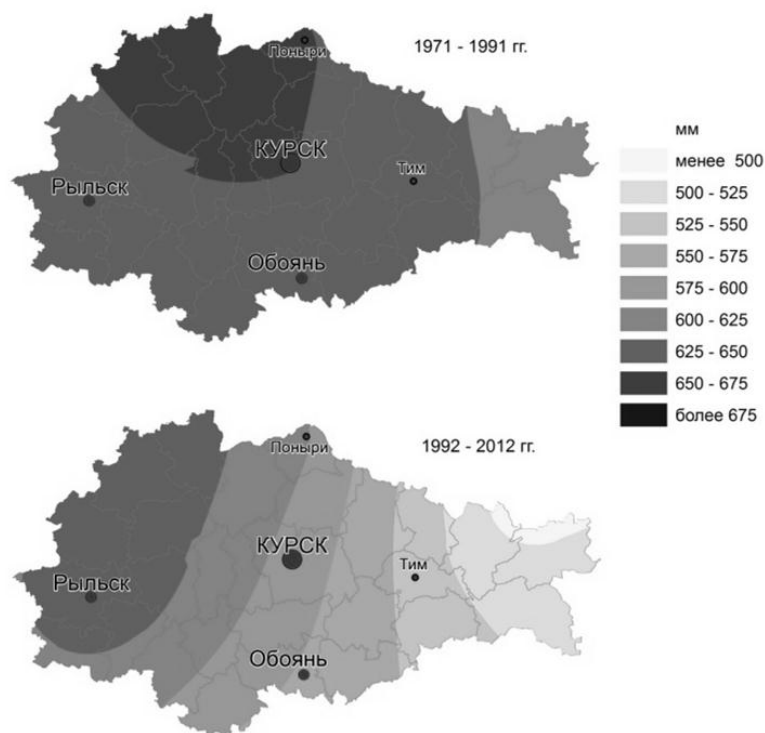 1971 - 1991 гг.
Поныри
КУРСК
Тим
Рыльск
Обоянь
мм
менее 500
500 - 525
525 - 550
550 - 575
575 - 600
600 - 625
625 - 650
650 - 675
более 675
1992 - 2012 гг.
Поныри
КУРСК
Тим
Рыльск
Обоянь